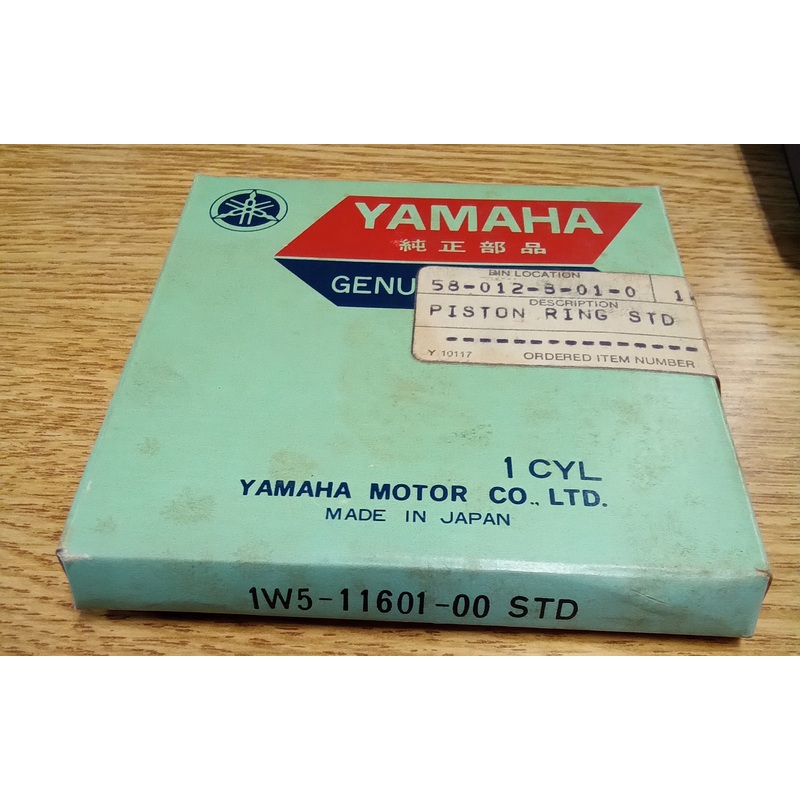 YAMAHA
純正部品
GENU
BIN LOCATION
58-012-B-01-0
DESCRIPTION
PISTON RING STD
Y 10117 ORDERED ITEM NUMBER
1 CYL
YAMAHA MOTOR CO., LTD.
MADE IN JAPAN
1W5-11601-00 STD